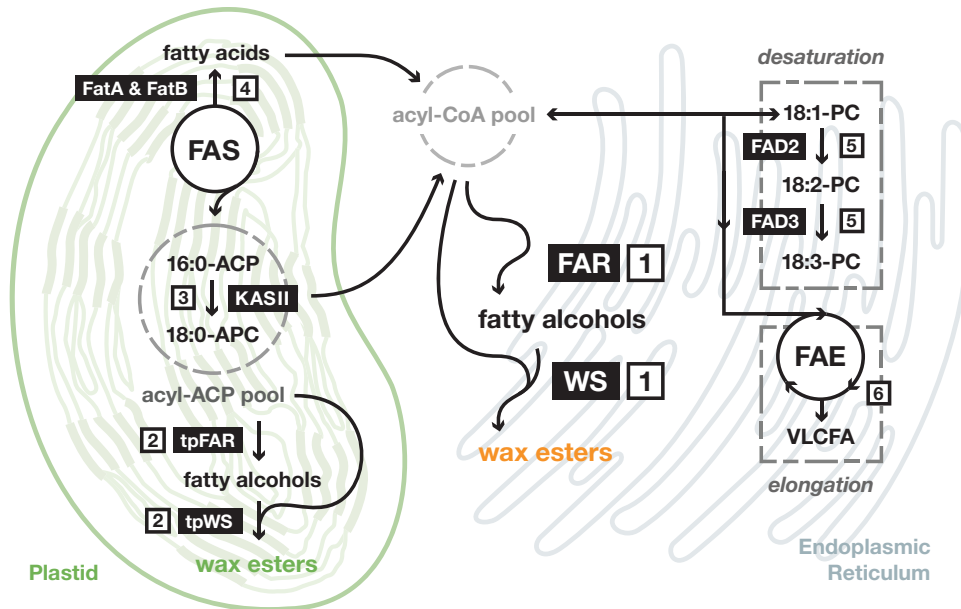 fatty acids
FatA & FatB
4
FAS
16:0-ACP
3
KASII
18:0-APC
acyl-ACP pool
2
tpFAR
fatty alcohols
2
tpWS
wax esters
Plastid
acyl-CoA pool
FAR
1
fatty alcohols
WS
1
wax esters
desaturation
18:1-PC
FAD2
5
18:2-PC
FAD3
5
18:3-PC
FAE
6
VLCFA
elongation
Endoplasmic
Reticulum